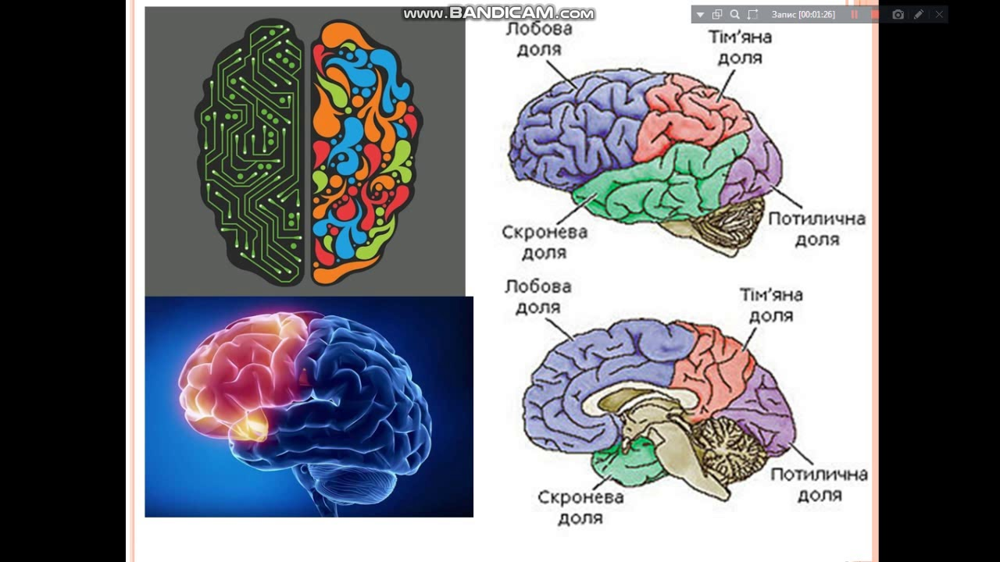 www.BANDICAM.com
Запис [00:01:26]
Лобова
доля
Тім'яна
доля
Скронева
доля
Потилична
доля
Лобова
доля
Тім'яна
доля
Скронева
доля
Потилична
доля